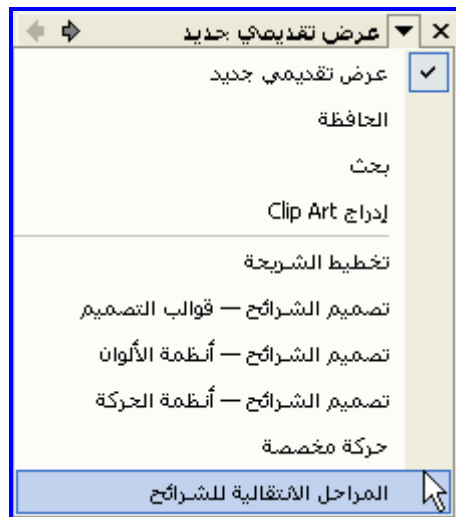 عرض تقديمي جديد
عرض تقديمي جديد
الحافظة
بحث
إدراج Clip Art
تخطيط الشريحة
تصميم الشرائح — قوالب التصميم
تصميم الشرائح — أنظمة الألوان
تصميم الشرائح — أنظمة الحركة
حركة مخصصة
المراحل الانتقالية للشرائح